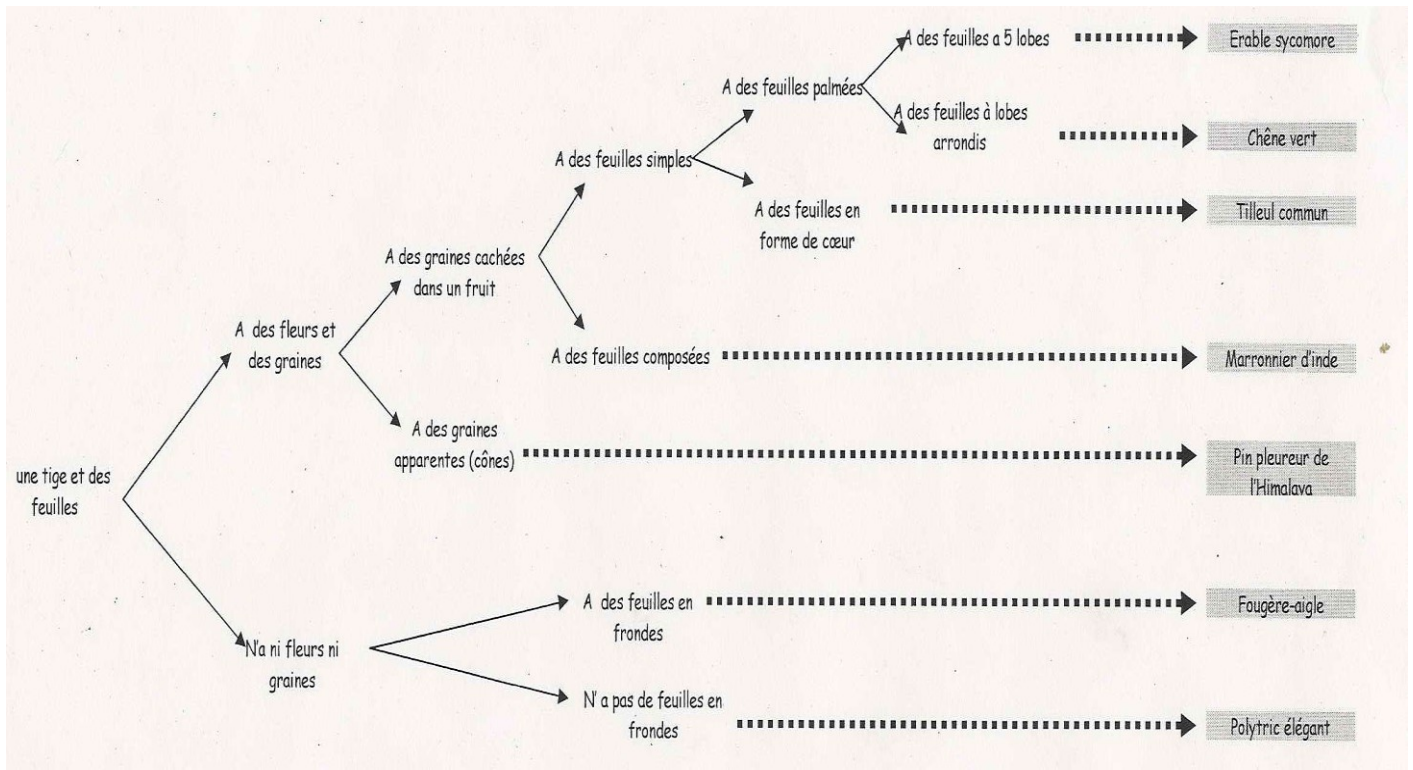 A des feuilles a 5 lobes
Erable sycomore
A des feuilles palmées
A des feuilles à lobes
arrondis
Chêne vert
A des feuilles simples
A des feuilles en
forme de cœur
Tilleul commun
A des graines cachées
dans un fruit
A des fleurs et
des graines
A des feuilles composées
Marronnier d'inde
A des graines
apparentes (cônes)
Pin pleureur de
l'Himalaya
une tige et des
feuilles
A des feuilles en
frondes
Fougère-aigle
N'a ni fleurs ni
graines
N' a pas de feuilles en
frondes
Polytric élégant